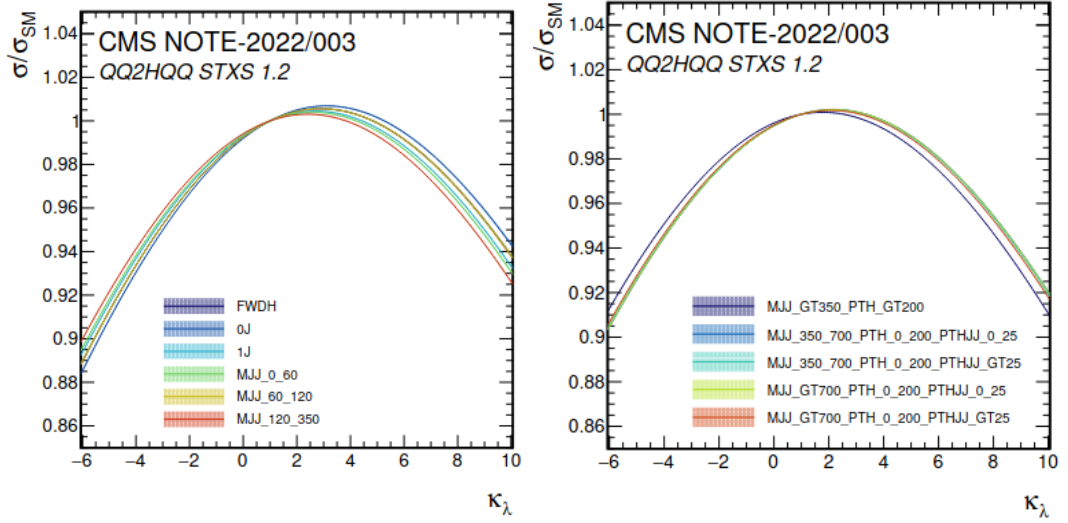 σ/σSM
1.04
1.02
1
0.98
0.96
0.94
0.92
0.9
0.88
0.86
CMS NOTE-2022/003
QQ2HQQ STXS 1.2
FWDH
0J
1J
MJJ_0_60
MJJ_60_120
MJJ_120_350
−6 −4 −2 0 2 4 6 8 10
κλ
σ/σSM
1.04
1.02
1
0.98
0.96
0.94
0.92
0.9
0.88
0.86
CMS NOTE-2022/003
QQ2HQQ STXS 1.2
MJJ_GT350_PTH_GT200
MJJ_350_700_PTH_0_200_PTHJJ_0_25
MJJ_350_700_PTH_0_200_PTHJJ_GT25
MJJ_GT700_PTH_0_200_PTHJJ_0_25
MJJ_GT700_PTH_0_200_PTHJJ_GT25
−6 −4 −2 0 2 4 6 8 10
κλ